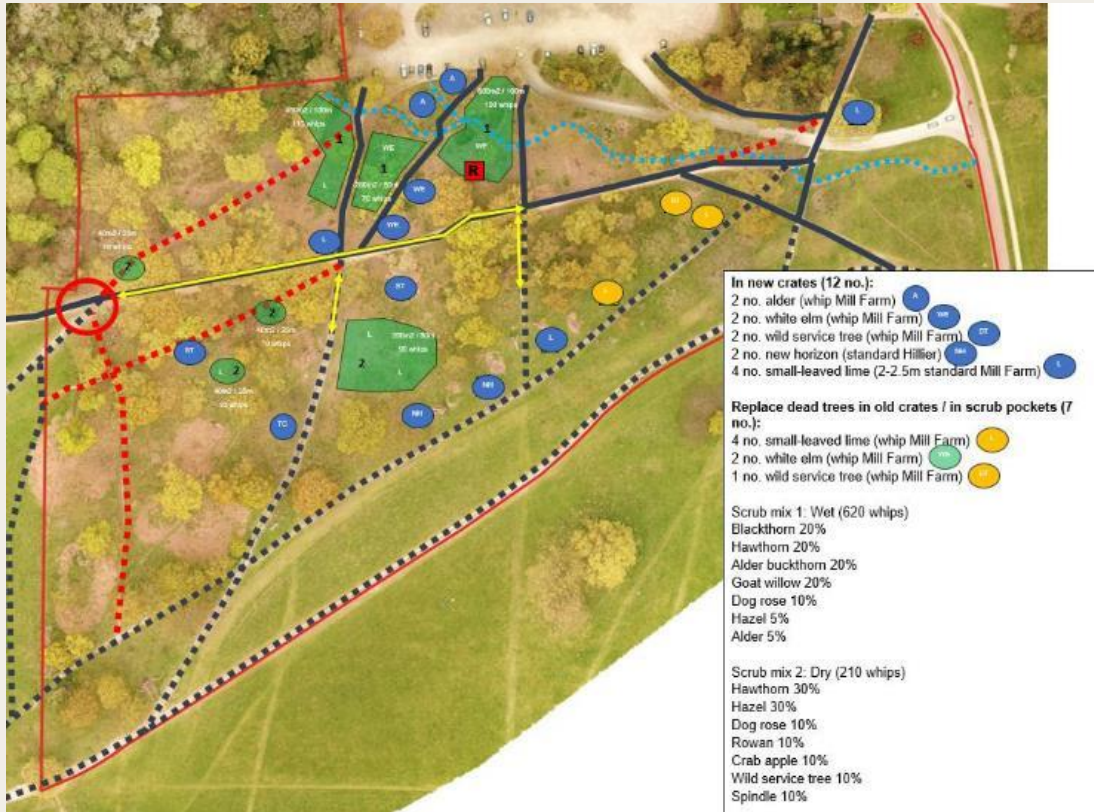 A
A
L
600m2 / 100m
1
WE
R
1
L
WE
1
WE
WE
L
2
L
40m2 / 25m
2
L 2
L
2
L
NH
NH
TC
L
In new crates (12 no.):
2 no. alder (whip Mill Farm) A
2 no. white elm (whip Mill Farm) WE
2 no. wild service tree (whip Mill Farm)
2 no. new horizon (standard Hillier) NH
4 no. small-leaved lime (2-2.5m standard Mill Farm) L
Replace dead trees in old crates / in scrub pockets (7
no.):
4 no. small-leaved lime (whip Mill Farm) L
2 no. white elm (whip Mill Farm)
1 no. wild service tree (whip Mill Farm)
Scrub mix 1: Wet (620 whips)
Blackthorn 20%
Hawthorn 20%
Alder buckthorn 20%
Goat willow 20%
Dog rose 10%
Hazel 5%
Alder 5%
Scrub mix 2: Dry (210 whips)
Hawthorn 30%
Hazel 30%
Dog rose 10%
Rowan 10%
Crab apple 10%
Wild service tree 10%
Spindle 10%